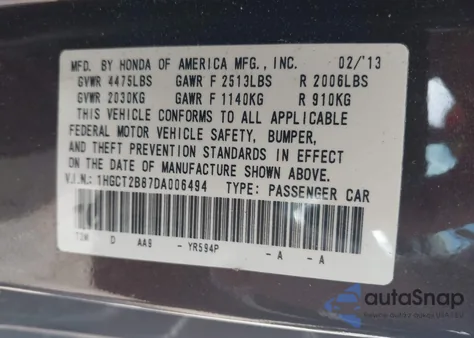 MFD. BY HONDA OF AMERICA MFG., INC. 02/'13
GVWR 4475LBS GAWR F 2513LBS R 2006LBS
GVWR 2030KG GAWR F 1140KG R 910KG
THIS VEHICLE CONFORMS TO ALL APPLICABLE
FEDERAL MOTOR VEHICLE SAFETY, BUMPER,
AND THEFT PREVENTION STANDARDS IN EFFECT
ON THE DATE OF MANUFACTURE SHOWN ABOVE.
V.I.N.: 1HGCT2B87DA006494 TYPE: PASSENGER CAR
D AA9 - YR594P - A - A
autoSnap